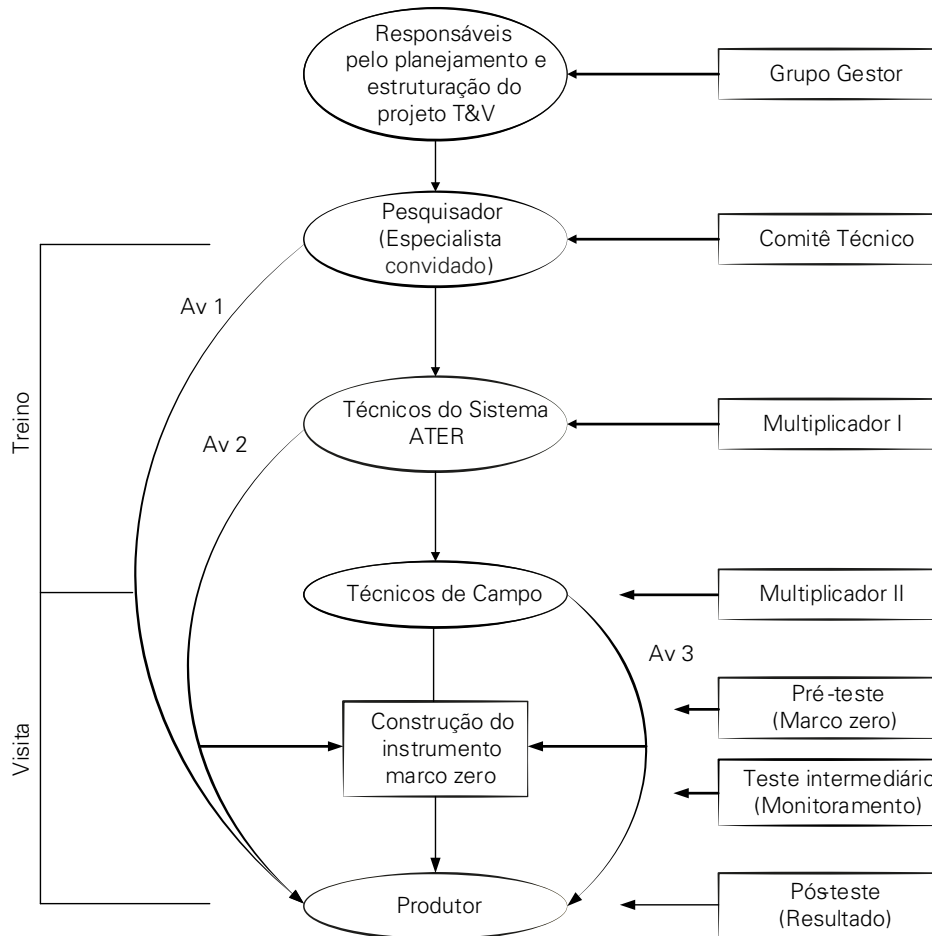 Responsáveis
pelo planejamento e
estruturação do
projeto T&V
Grupo Gestor
Pesquisador
(Especialista
convidado)
Comitê Técnico
Av 1
Treino
Técnicos do Sistema
ATER
Multiplicador I
Av 2
Técnicos de Campo
Multiplicador II
Av 3
Visita
Construção do
instrumento
marco zero
Pré-teste
(Marco zero)
Teste intermediário
(Monitoramento)
Produtor
Pós-teste
(Resultado)